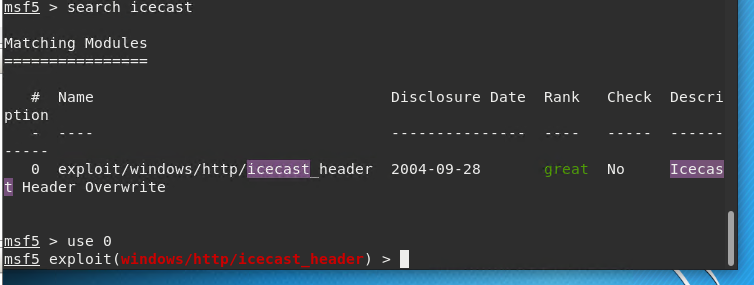 msf5 > search icecast
Matching Modules
================
#  Name                                 Disclosure Date  Rank   Check  Descri
ption
-  ----                                 ---------------  ----   -----  ------
-----
0  exploit/windows/http/icecast_header  2004-09-28       great  No     Icecas
t Header Overwrite
msf5 > use 0
msf5 exploit(windows/http/icecast_header) >